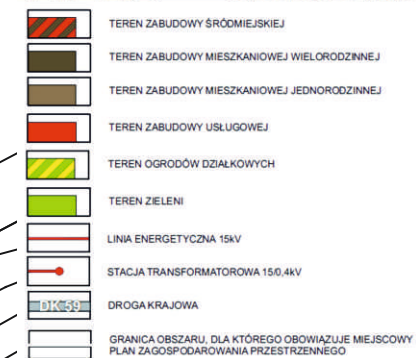 TEREN ZABUDOWY ŚRÓDMIEJSKIEJ
TEREN ZABUDOWY MIESZKANIOWEJ WIELORODZINNEJ
TEREN ZABUDOWY MIESZKANIOWEJ JEDNORODZINNEJ
TEREN ZABUDOWY USŁUGOWEJ
TEREN OGRODÓW DZIAŁKOWYCH
TEREN ZIELENI
LINIA ENERGETYCZNA 15kV
STACJA TRANSFORMATOROWA 15/0,4kV
DK 59 DROGA KRAJOWA
GRANICA OBSZARU, DLA KTÓREGO OBOWIĄZUJE MIEJSCOWY
PLAN ZAGOSPODAROWANIA PRZESTRZENNEGO